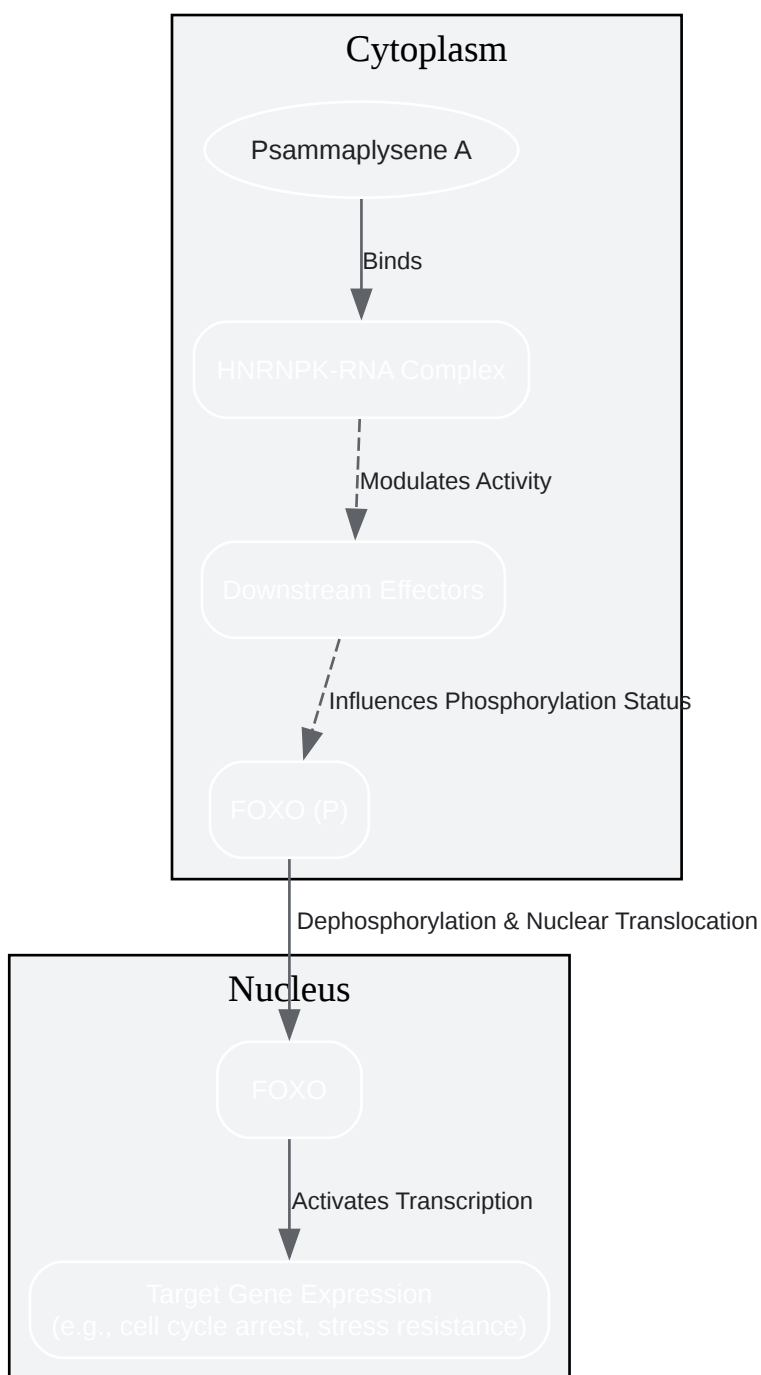 Cytoplasm
Psammaplysene A
Binds
HNRNPK-RNA Complex
Modulates Activity
Downstream Effectors
Influences Phosphorylation Status
FOXO (P)
Dephosphorylation & Nuclear Translocation
Nucleus
FOXO
Activates Transcription
Target Gene Expression
(e.g., cell cycle arrest, stress resistance)